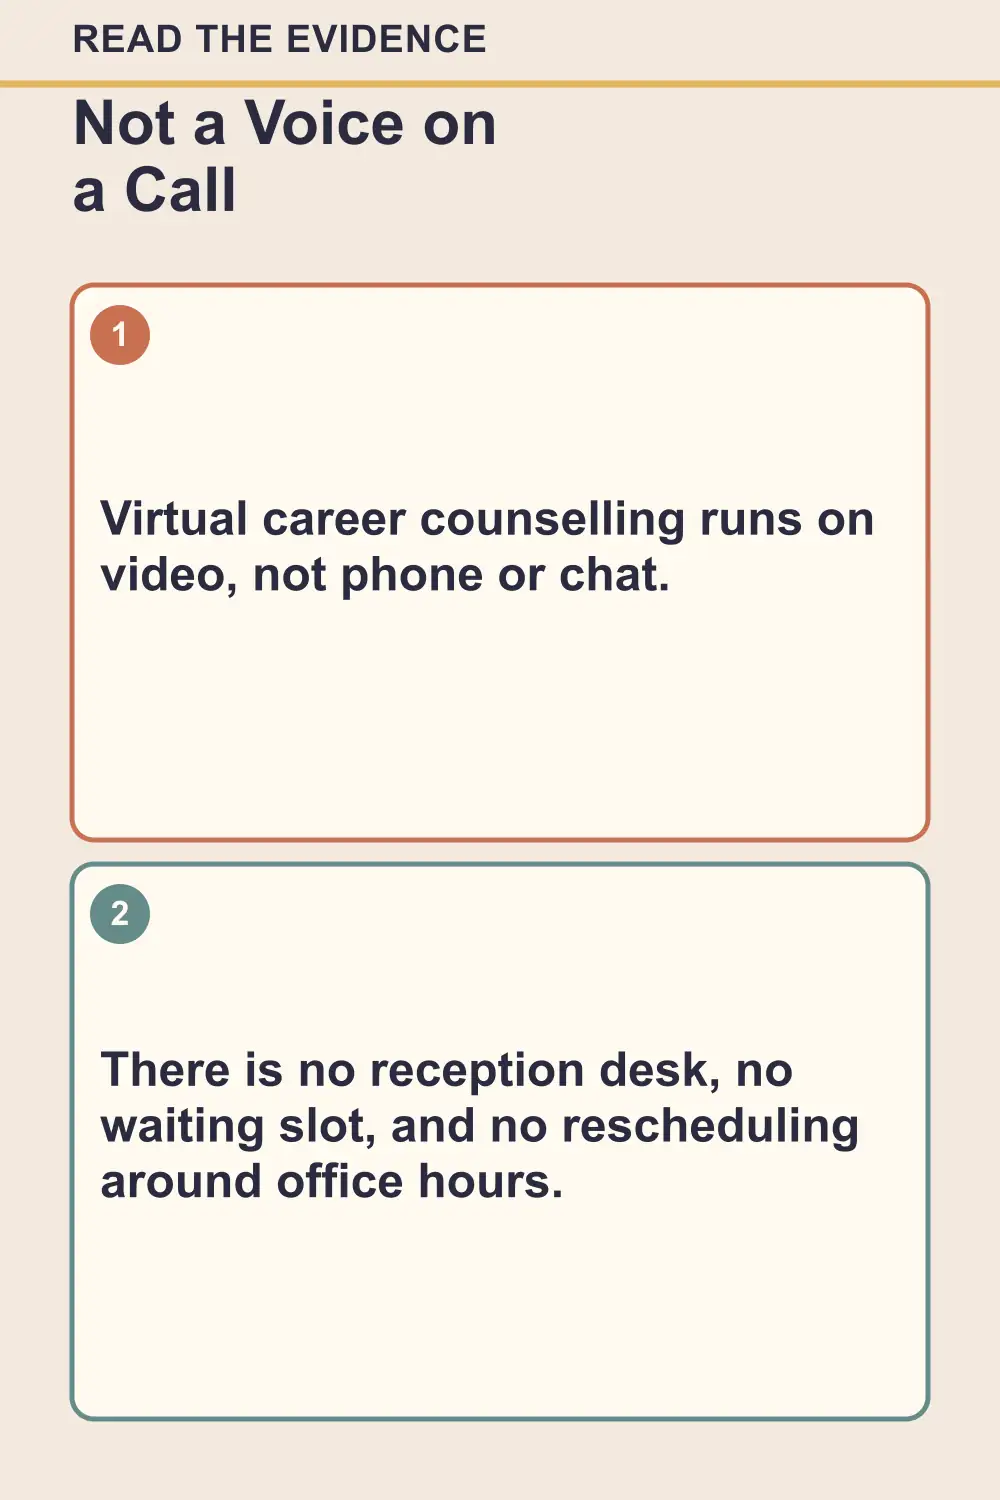 READ THE EVIDENCE
Not a Voice on
a Call
1
Virtual career counselling runs on
video, not phone or chat.
2
There is no reception desk, no
waiting slot, and no rescheduling
around office hours.